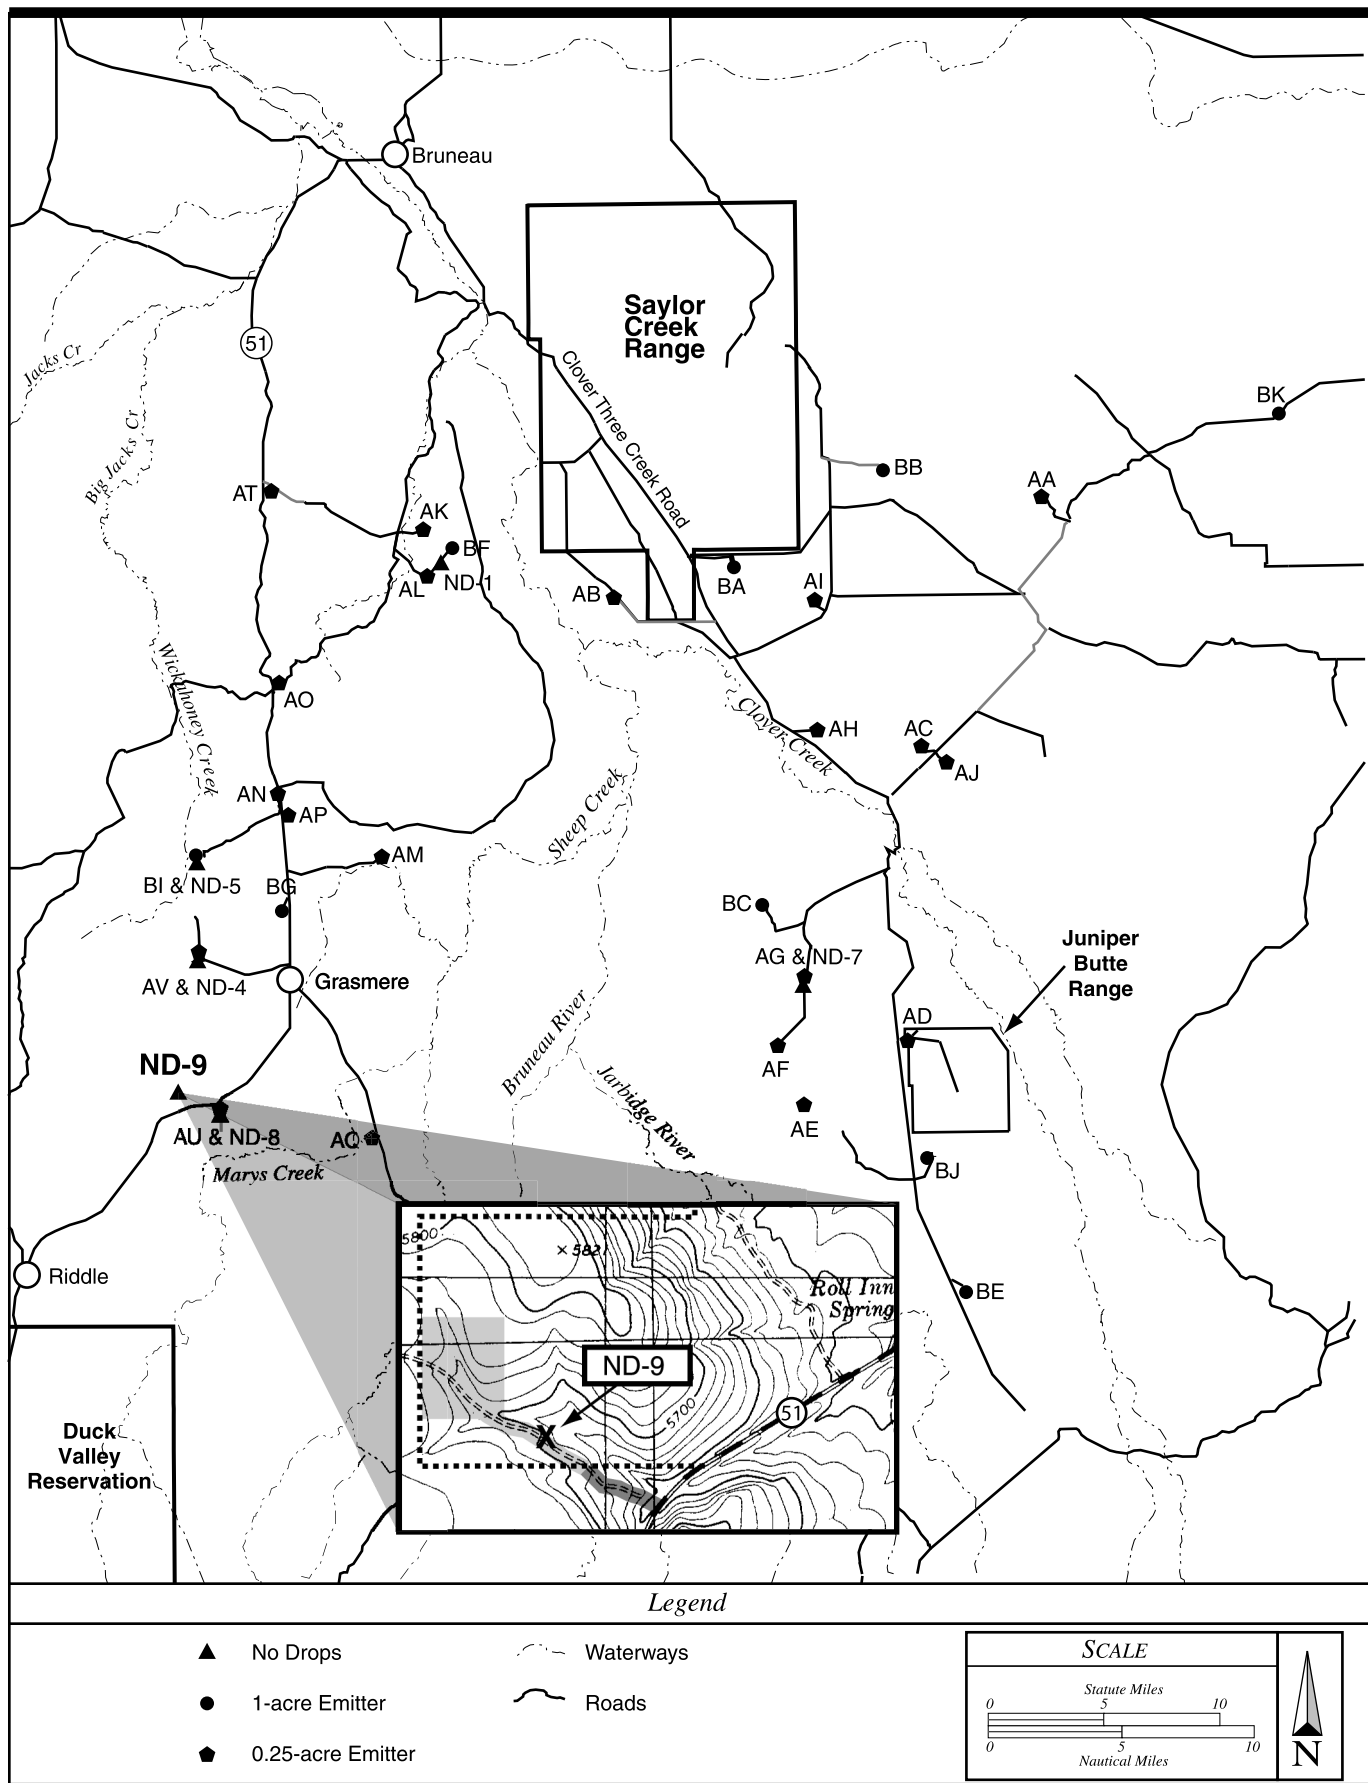 Bruneau
Saylor
Creek
Range
51
Jacks Cr
Big Jacks Cr
Clover Three Creek Road
BK
BB
AA
AT
AK
BF
AL
ND-1
AB
BA
AI
Wickahoney Creek
AO
Clover Creek
AH
AC
AJ
AN
AP
Sheep Creek
AM
BI & ND-5
BG
BC
AG & ND-7
Juniper
Butte
Range
AV & ND-4
Grasmere
Bruneau River
AD
ND-9
AF
Jarbidge River
AE
AU & ND-8
AQ
Marys Creek
BJ
5800
× 582
Riddle
Roll Inn
Spring
BE
ND-9
5700
51
Duck
Valley
Reservation
X
Legend
No Drops
Waterways
1-acre Emitter
Roads
0.25-acre Emitter
SCALE
Statute Miles
0 5 10
0 5 10
Nautical Miles
N